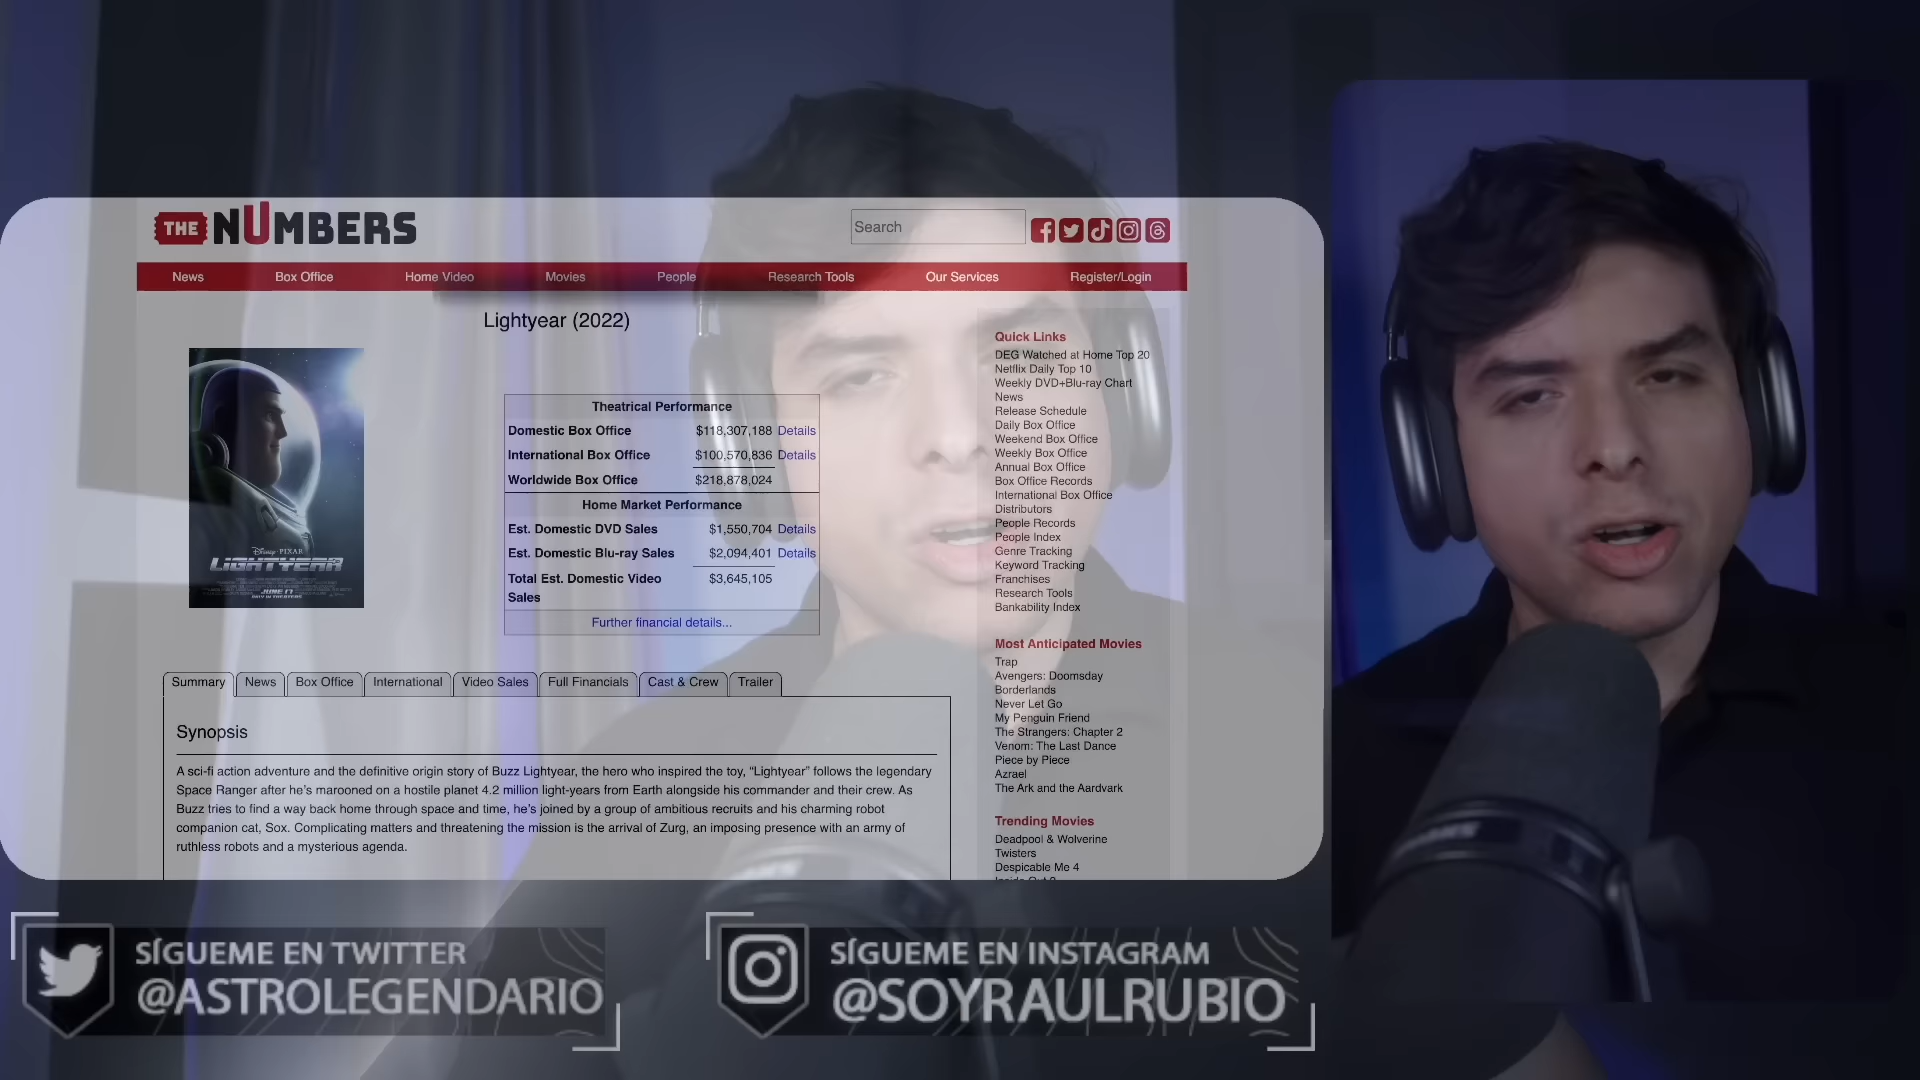 THE NUMBERS
Search
News Box Office Home Video Movies People Research Tools Our Services Register/Login
Lightyear (2022)
Disney PIXAR
LIGHTYEAR
JUNE 17
ONLY IN THEATERS
Theatrical Performance
Domestic Box Office $118,307,188 Details
International Box Office $100,570,836 Details
Worldwide Box Office $218,878,024
Home Market Performance
Est. Domestic DVD Sales $1,550,704 Details
Est. Domestic Blu-ray Sales $2,094,401 Details
Total Est. Domestic Video $3,645,105
Sales
Further financial details...
Summary News Box Office International Video Sales Full Financials Cast & Crew Trailer
Synopsis
A sci-fi action adventure and the definitive origin story of Buzz Lightyear, the hero who inspired the toy, “Lightyear” follows the legendary
Space Ranger after he’s marooned on a hostile planet 4.2 million light-years from Earth alongside his commander and their crew. As
Buzz tries to find a way back home through space and time, he’s joined by a group of ambitious recruits and his charming robot
companion cat, Sox. Complicating matters and threatening the mission is the arrival of Zurg, an imposing presence with an army of
ruthless robots and a mysterious agenda.
Quick Links
DEG Watched at Home Top 20
Netflix Daily Top 10
Weekly DVD+Blu-ray Chart
News
Release Schedule
Daily Box Office
Weekend Box Office
Weekly Box Office
Annual Box Office
Box Office Records
International Box Office
Distributors
People Records
People Index
Genre Tracking
Keyword Tracking
Franchises
Research Tools
Bankability Index
Most Anticipated Movies
Trap
Avengers: Doomsday
Borderlands
Never Let Go
My Penguin Friend
The Strangers: Chapter 2
Venom: The Last Dance
Piece by Piece
Azrael
The Ark and the Aardvark
Trending Movies
Deadpool & Wolverine
Twisters
Despicable Me 4
Inside Out 2
SÍGUEME EN TWITTER
@ASTROLEGENDARIO
SÍGUEME EN INSTAGRAM
@SOYRAULRUBIO